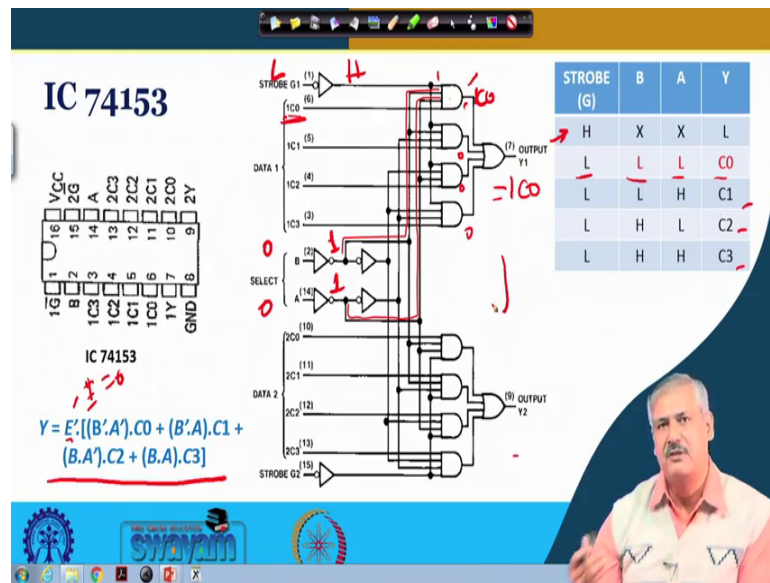 IC 74153
VCC 2G A 2C3 2C2 2C1 2C0 2Y
16 15 14 13 12 11 10 9
1 2 3 4 5 6 7 8
1G B 1C3 1C2 1C1 1C0 1Y GND
IC 74153
Y = E'.[(B'.A').C0 + (B'.A).C1 +
(B.A').C2 + (B.A).C3]
L H
STROBE G1 (1)
1C0 (6)
1C1 (5)
DATA 1
1C2 (4)
1C3 (3)
1C0
0
0
0
(7) OUTPUT
Y1
=1C0
0 B (2) 1
SELECT
0 A (14) 1
2C0 (10)
2C1 (11)
DATA 2
2C2 (12)
2C3 (13)
STROBE G2 (15)
(9) OUTPUT
Y2
STROBE (G) B A Y
H X X L
L L L C0
L L H C1
L H L C2
L H H C3
swayam